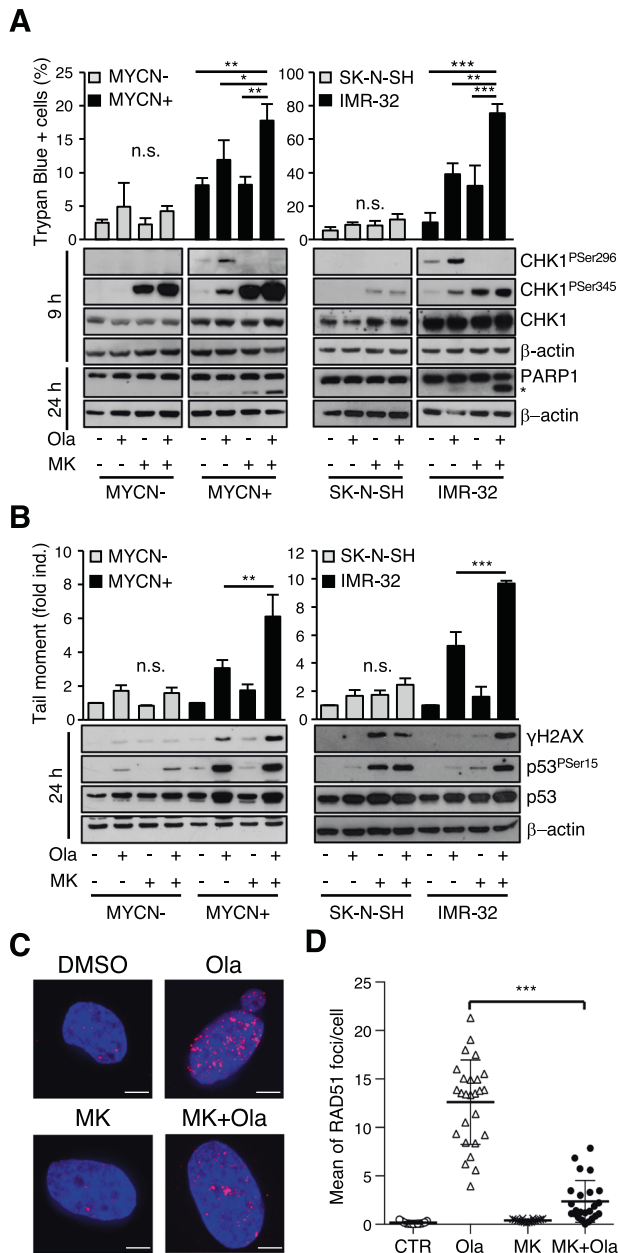 A
Trypan Blue + cells (%)
25
20
15
10
5
0
MYCN-
MYCN+
n.s.
**
*
**
100
80
60
40
20
0
SK-N-SH
IMR-32
n.s.
***
**
***
9 h
24 h
CHK1PSer296
CHK1PSer345
CHK1
β-actin
PARP1
*
β–actin
Ola - + - + - + - + - + - + - + - +
MK - - + + - - + + - - + + - - + +
MYCN- MYCN+ SK-N-SH IMR-32
B
Tail moment (fold ind.)
10
8
6
4
2
0
MYCN-
MYCN+
n.s.
**
12
10
8
6
4
2
0
SK-N-SH
IMR-32
n.s.
***
24 h
γH2AX
p53PSer15
p53
β–actin
Ola - + - + - + - + - + - + - + - +
MK - - + + - - + + - - + + - - + +
MYCN- MYCN+ SK-N-SH IMR-32
C
DMSO Ola
MK MK+Ola
D
Mean of RAD51 foci/cell
25
20
15
10
5
0
***
CTR Ola MK MK+Ola